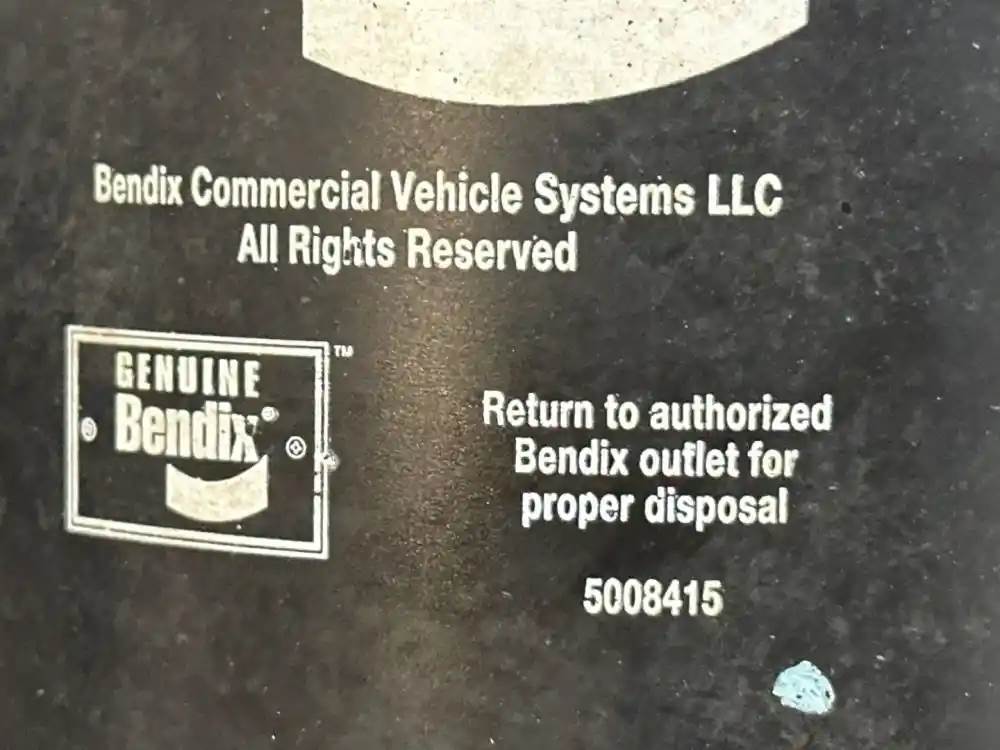 Bendix Commercial Vehicle Systems LLC
All Rights Reserved
GENUINE
Bendix®
™
Return to authorized
Bendix outlet for
proper disposal
5008415